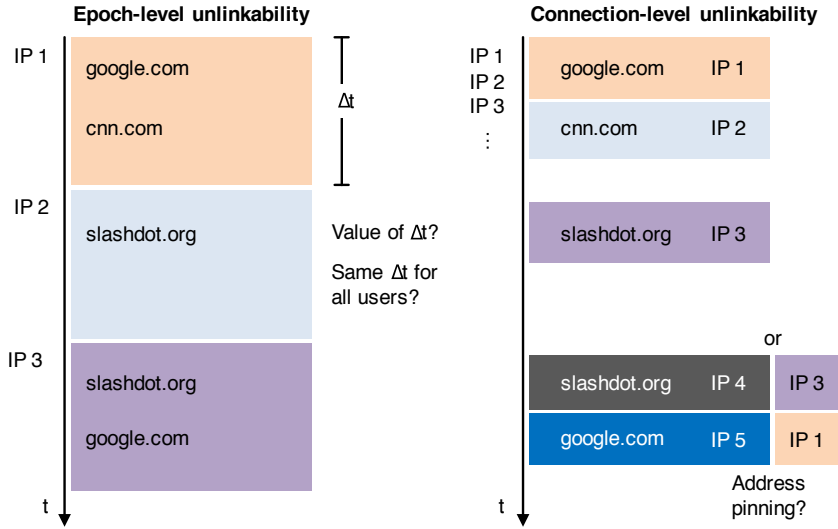 Epoch-level unlinkability
IP 1
google.com
cnn.com
Δt
IP 2
slashdot.org
Value of Δt?
Same Δt for
all users?
IP 3
slashdot.org
google.com
t
Connection-level unlinkability
IP 1
IP 2
IP 3
⋮
google.com IP 1
cnn.com IP 2
slashdot.org IP 3
or
slashdot.org IP 4 IP 3
google.com IP 5 IP 1
Address
pinning?
t